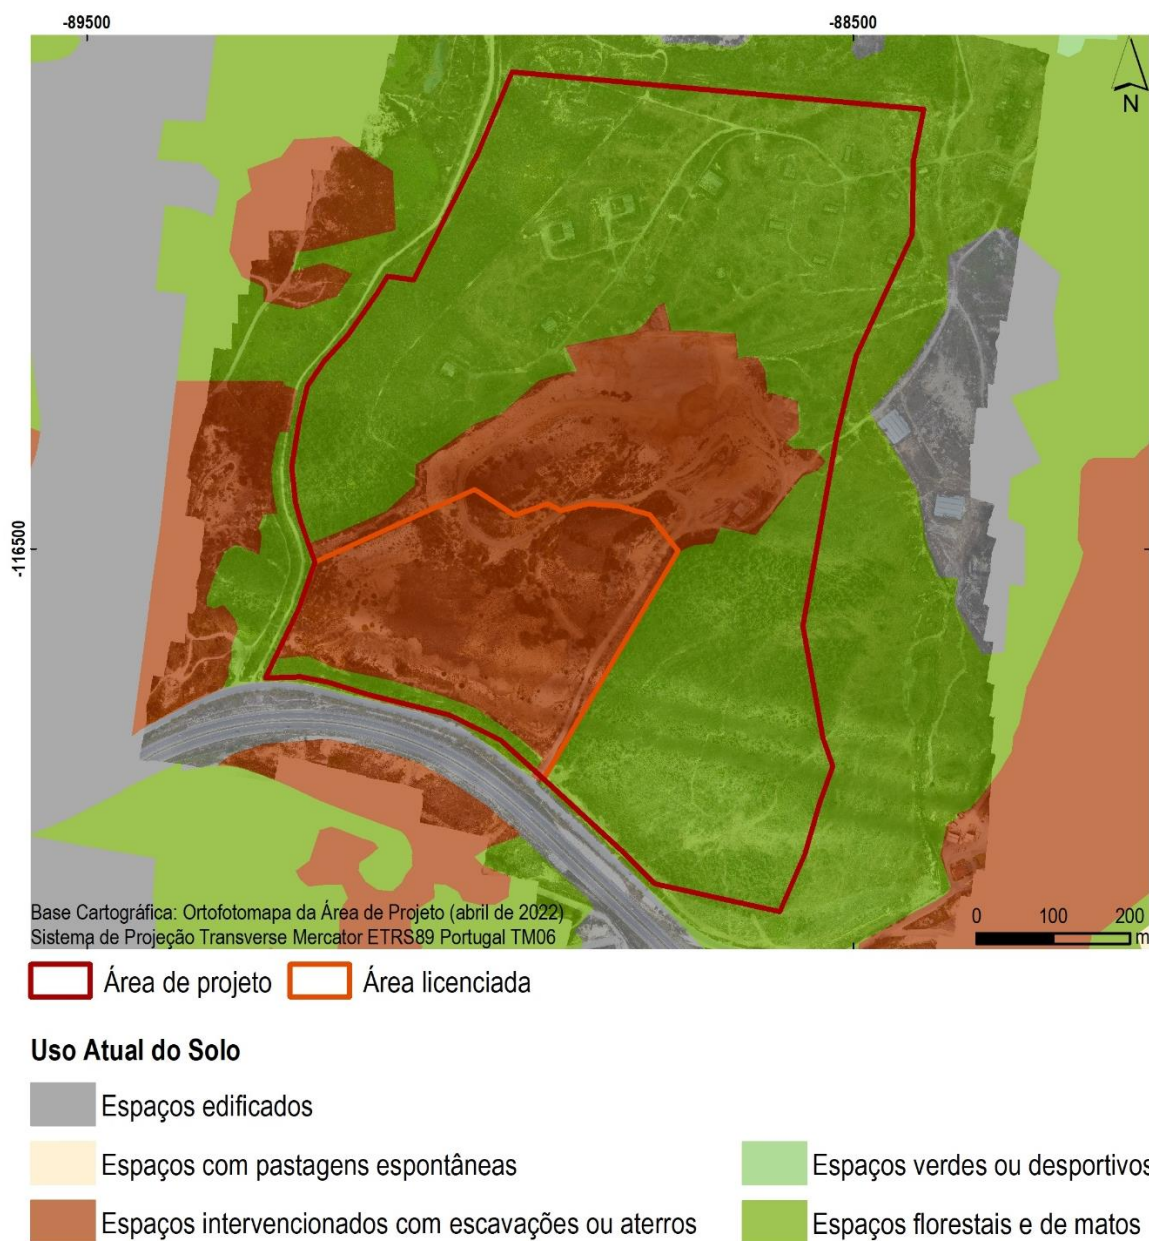 -89500 -88500
N
-116500
Base Cartográfica: Ortofotomapa da Área de Projeto (abril de 2022)
Sistema de Projeção Transverse Mercator ETRS89 Portugal TM06
0 100 200
m
Área de projeto Área licenciada
Uso Atual do Solo
Espaços edificados
Espaços com pastagens espontâneas Espaços verdes ou desportivos
Espaços intervencionados com escavações ou aterros Espaços florestais e de matos